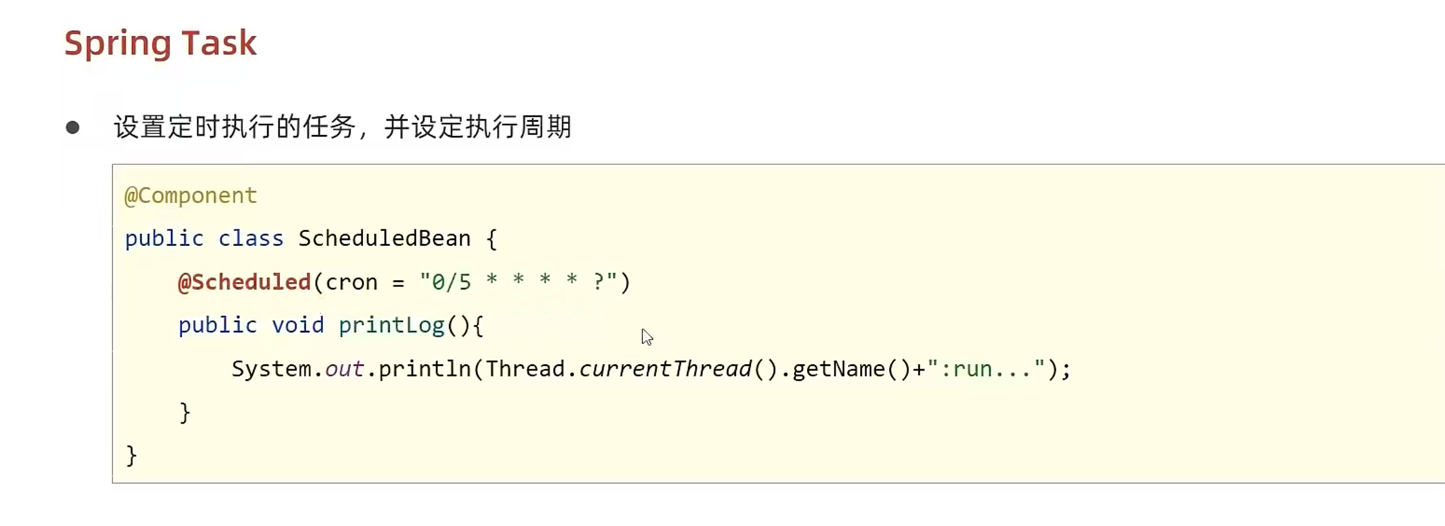 Spring Task
● 设置定时执行的任务，并设定执行周期
@Component
public class ScheduledBean {
    @Scheduled(cron = "0/5 * * * * ?")
    public void printLog(){
        System.out.println(Thread.currentThread().getName()+":run...");
    }
}